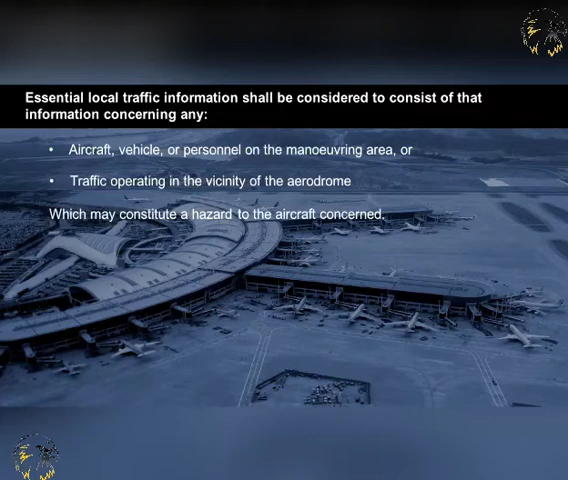 Essential local traffic information shall be considered to consist of that
information concerning any:
• Aircraft, vehicle, or personnel on the manoeuvring area, or
• Traffic operating in the vicinity of the aerodrome
Which may constitute a hazard to the aircraft concerned.